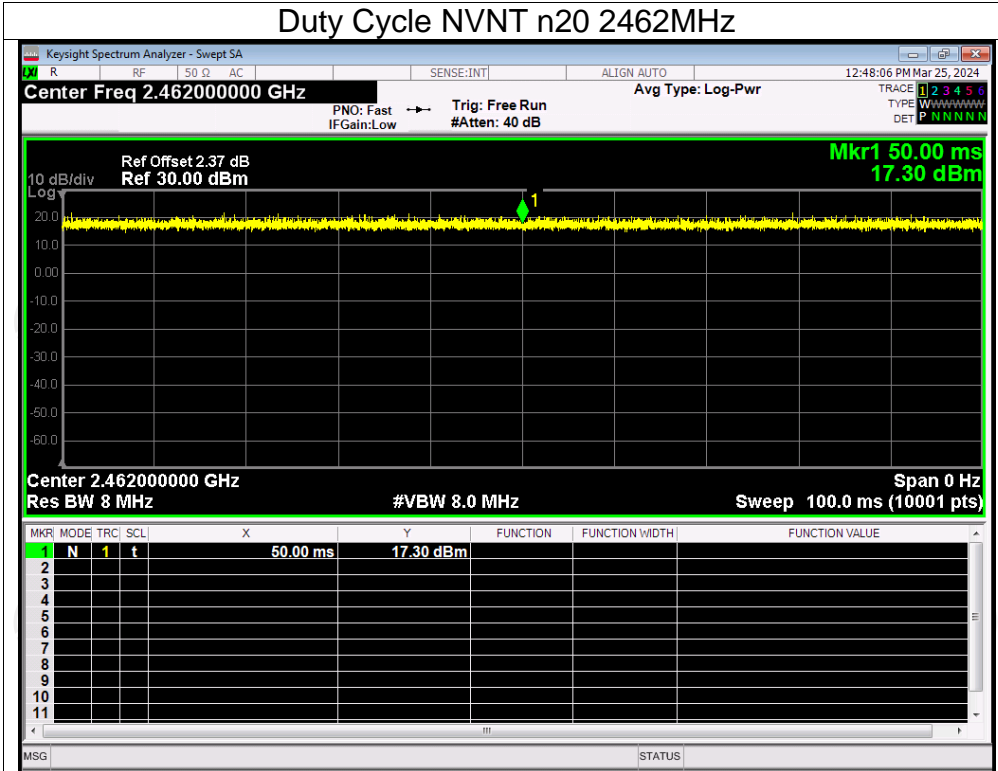 Duty Cycle NVNT n20 2462MHz
Keysight Spectrum Analyzer - Swept SA
LXI R RF 50 Ω AC SENSE:INT ALIGN AUTO 12:48:06 PM Mar 25, 2024
Center Freq 2.462000000 GHz Avg Type: Log-Pwr TRACE 1 2 3 4 5 6
PNO: Fast Trig: Free Run TYPE WWWWWW
IFGain:Low #Atten: 40 dB DET P N N N N N
Mkr1 50.00 ms
Ref Offset 2.37 dB
10 dB/div Ref 30.00 dBm 17.30 dBm
Log
1
20.0
10.0
0.00
-10.0
-20.0
-30.0
-40.0
-50.0
-60.0
Center 2.462000000 GHz Span 0 Hz
Res BW 8 MHz #VBW 8.0 MHz Sweep 100.0 ms (10001 pts)
MKR MODE TRC SCL X Y FUNCTION FUNCTION WIDTH FUNCTION VALUE
1 N 1 t 50.00 ms 17.30 dBm
2
3
4
5
6
7
8
9
10
11
MSG STATUS